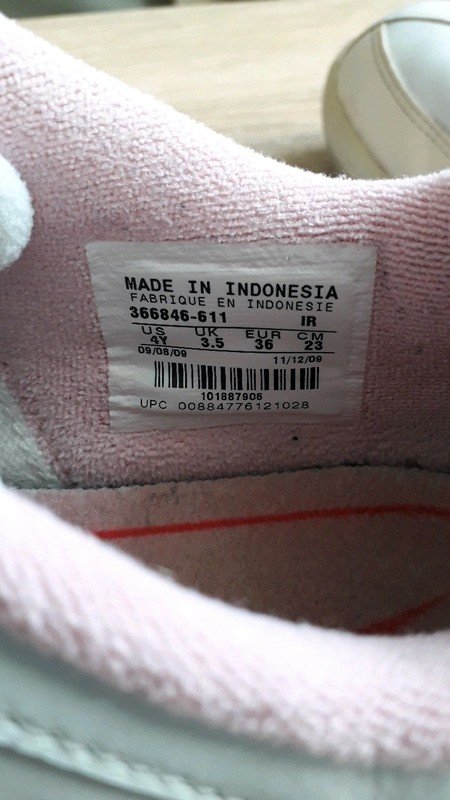 MADE IN INDONESIA
FABRIQUE EN INDONESIE
366846-611 IR
US UK EUR CM
4Y 3.5 36 23
09/08/09 11/12/09
101887906
UPC 00884776121028